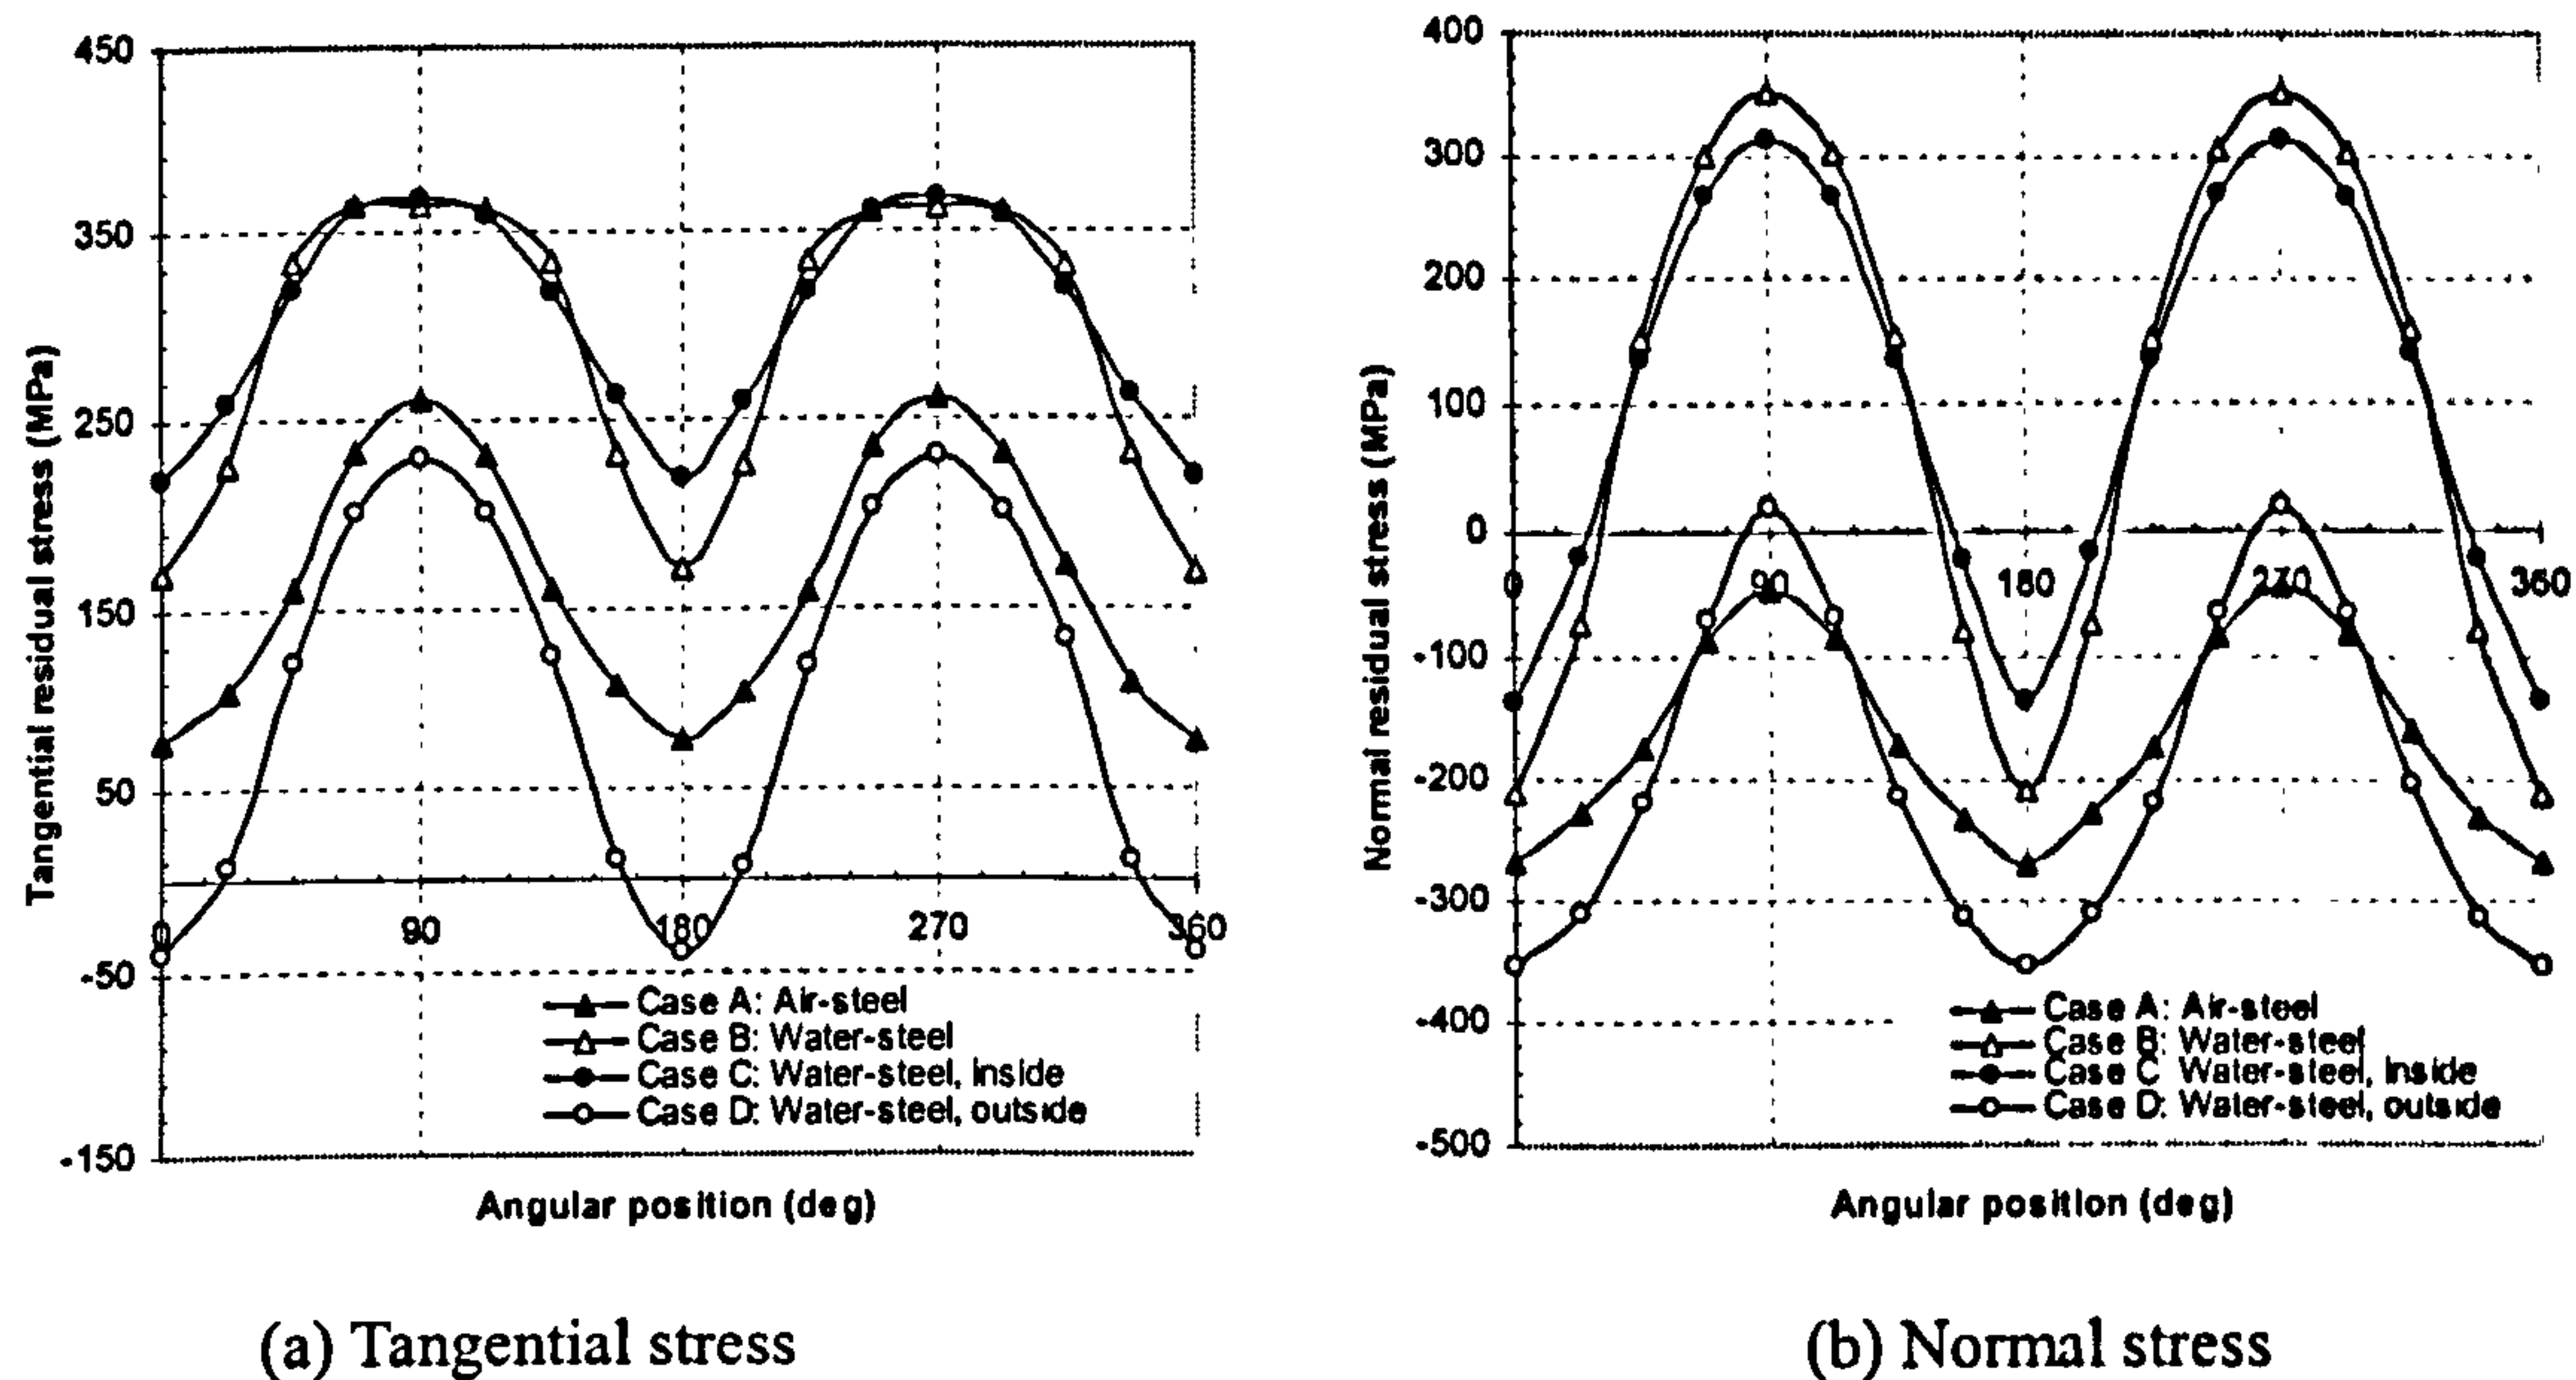 450
350
250
150
50
-50
-150
Tangential residual stress (MPa)
0 90 180 270 360
Case A: Air-steel
Case B: Water-steel
Case C: Water-steel, inside
Case D: Water-steel, outside
Angular position (deg)
(a) Tangential stress
400
300
200
100
0
-100
-200
-300
-400
-500
Normal residual stress (MPa)
0 90 180 270 360
Case A: Air-steel
Case B: Water-steel
Case C Water-steel, inside
Case D: Water-steel, outside
Angular position (deg)
(b) Normal stress